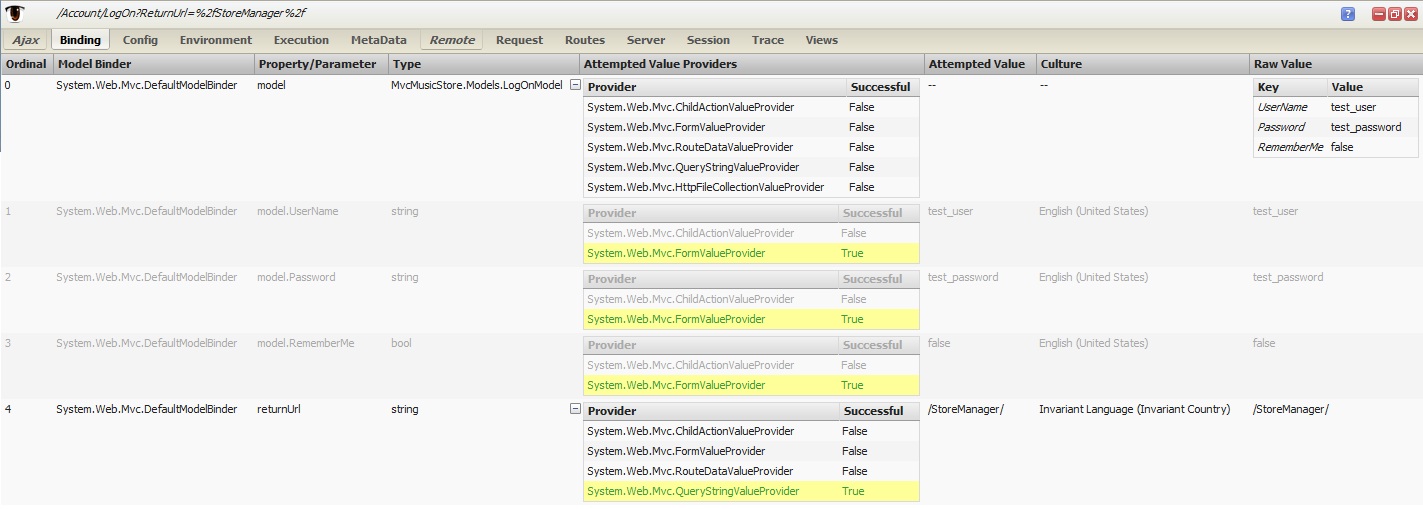 /Account/LogOn?ReturnUrl=%2fStoreManager%2f ?
Ajax Binding Config Environment Execution MetaData Remote Request Routes Server Session Trace Views
Ordinal Model Binder Property/Parameter Type Attempted Value Providers Attempted Value Culture Raw Value
0 System.Web.Mvc.DefaultModelBinder model MvcMusicStore.Models.LogOnModel Provider Successful -- -- Key Value
System.Web.Mvc.ChildActionValueProvider False UserName test_user
System.Web.Mvc.FormValueProvider False Password test_password
System.Web.Mvc.RouteDataValueProvider False RememberMe false
System.Web.Mvc.QueryStringValueProvider False
System.Web.Mvc.HttpFileCollectionValueProvider False
1 System.Web.Mvc.DefaultModelBinder model.UserName string Provider Successful test_user English (United States) test_user
System.Web.Mvc.ChildActionValueProvider False
System.Web.Mvc.FormValueProvider True
2 System.Web.Mvc.DefaultModelBinder model.Password string Provider Successful test_password English (United States) test_password
System.Web.Mvc.ChildActionValueProvider False
System.Web.Mvc.FormValueProvider True
3 System.Web.Mvc.DefaultModelBinder model.RememberMe bool Provider Successful false English (United States) false
System.Web.Mvc.ChildActionValueProvider False
System.Web.Mvc.FormValueProvider True
4 System.Web.Mvc.DefaultModelBinder returnUrl string Provider Successful /StoreManager/ Invariant Language (Invariant Country) /StoreManager/
System.Web.Mvc.ChildActionValueProvider False
System.Web.Mvc.FormValueProvider False
System.Web.Mvc.RouteDataValueProvider False
System.Web.Mvc.QueryStringValueProvider True